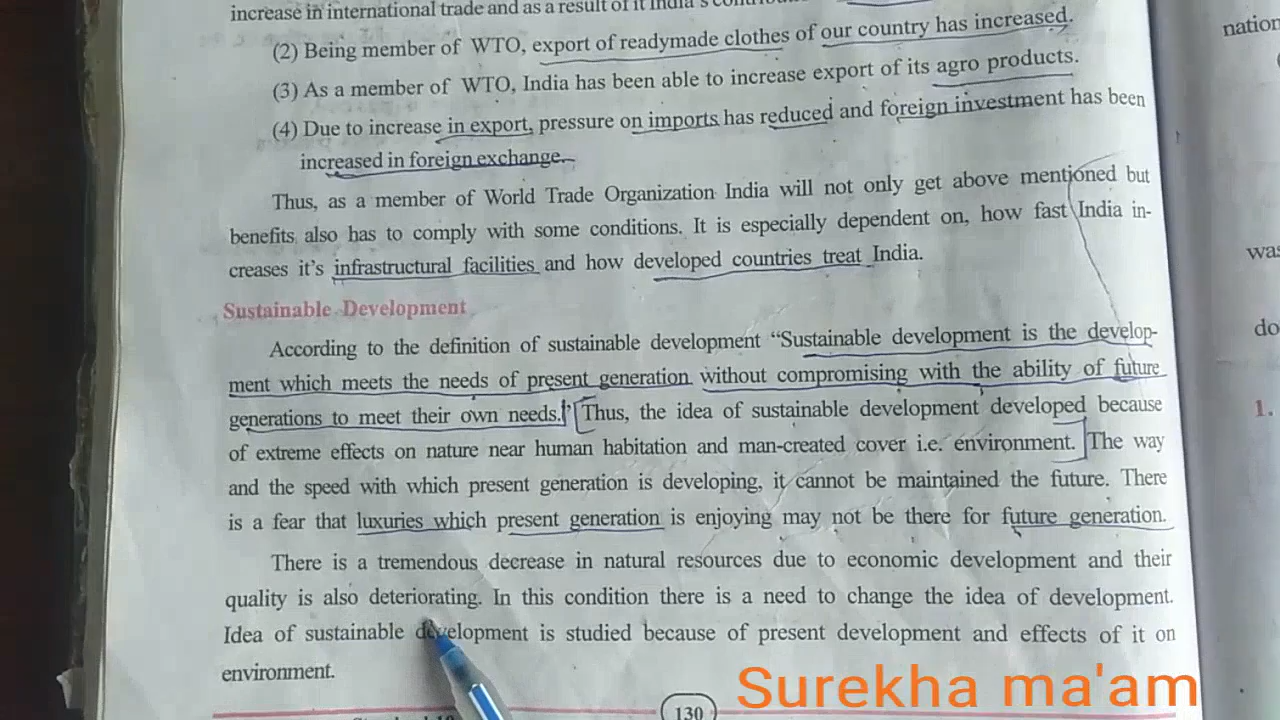 increase in international trade and as a result of it India's
(2) Being member of WTO, export of readymade clothes of our country has increased.
(3) As a member of WTO, India has been able to increase export of its agro products.
(4) Due to increase in export, pressure on imports has reduced and foreign investment has been
increased in foreign exchange.
Thus, as a member of World Trade Organization India will not only get above mentioned but
benefits also has to comply with some conditions. It is especially dependent on, how fast India in-
creases it's infrastructural facilities and how developed countries treat India.
Sustainable Development
According to the definition of sustainable development “Sustainable development is the develop-
ment which meets the needs of present generation without compromising with the ability of future
generations to meet their own needs.” Thus, the idea of sustainable development developed because
of extreme effects on nature near human habitation and man-created cover i.e. environment. The way
and the speed with which present generation is developing, it cannot be maintained the future. There
is a fear that luxuries which present generation is enjoying may not be there for future generation.
There is a tremendous decrease in natural resources due to economic development and their
quality is also deteriorating. In this condition there is a need to change the idea of development.
Idea of sustainable development is studied because of present development and effects of it on
environment.
130
Surekha ma'am
nation
was
do
1.